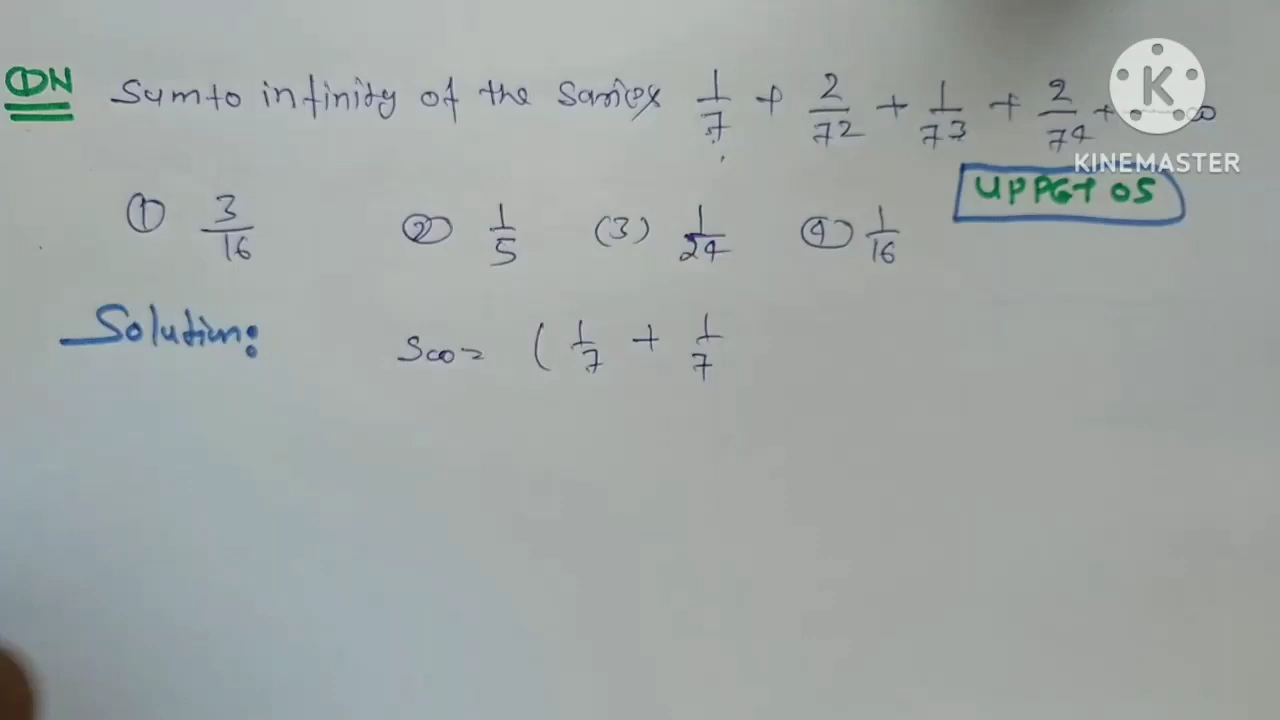 QN Sum to infinity of the Series 1/7 + 2/7² + 1/7³ + 2/7⁴ + ∞
K
KINEMASTER
UPPGT 05
① 3/16 ② 1/5 (3) 1/24 ④ 1/16
Solution: S∞ = ( 1/7 + 1/7